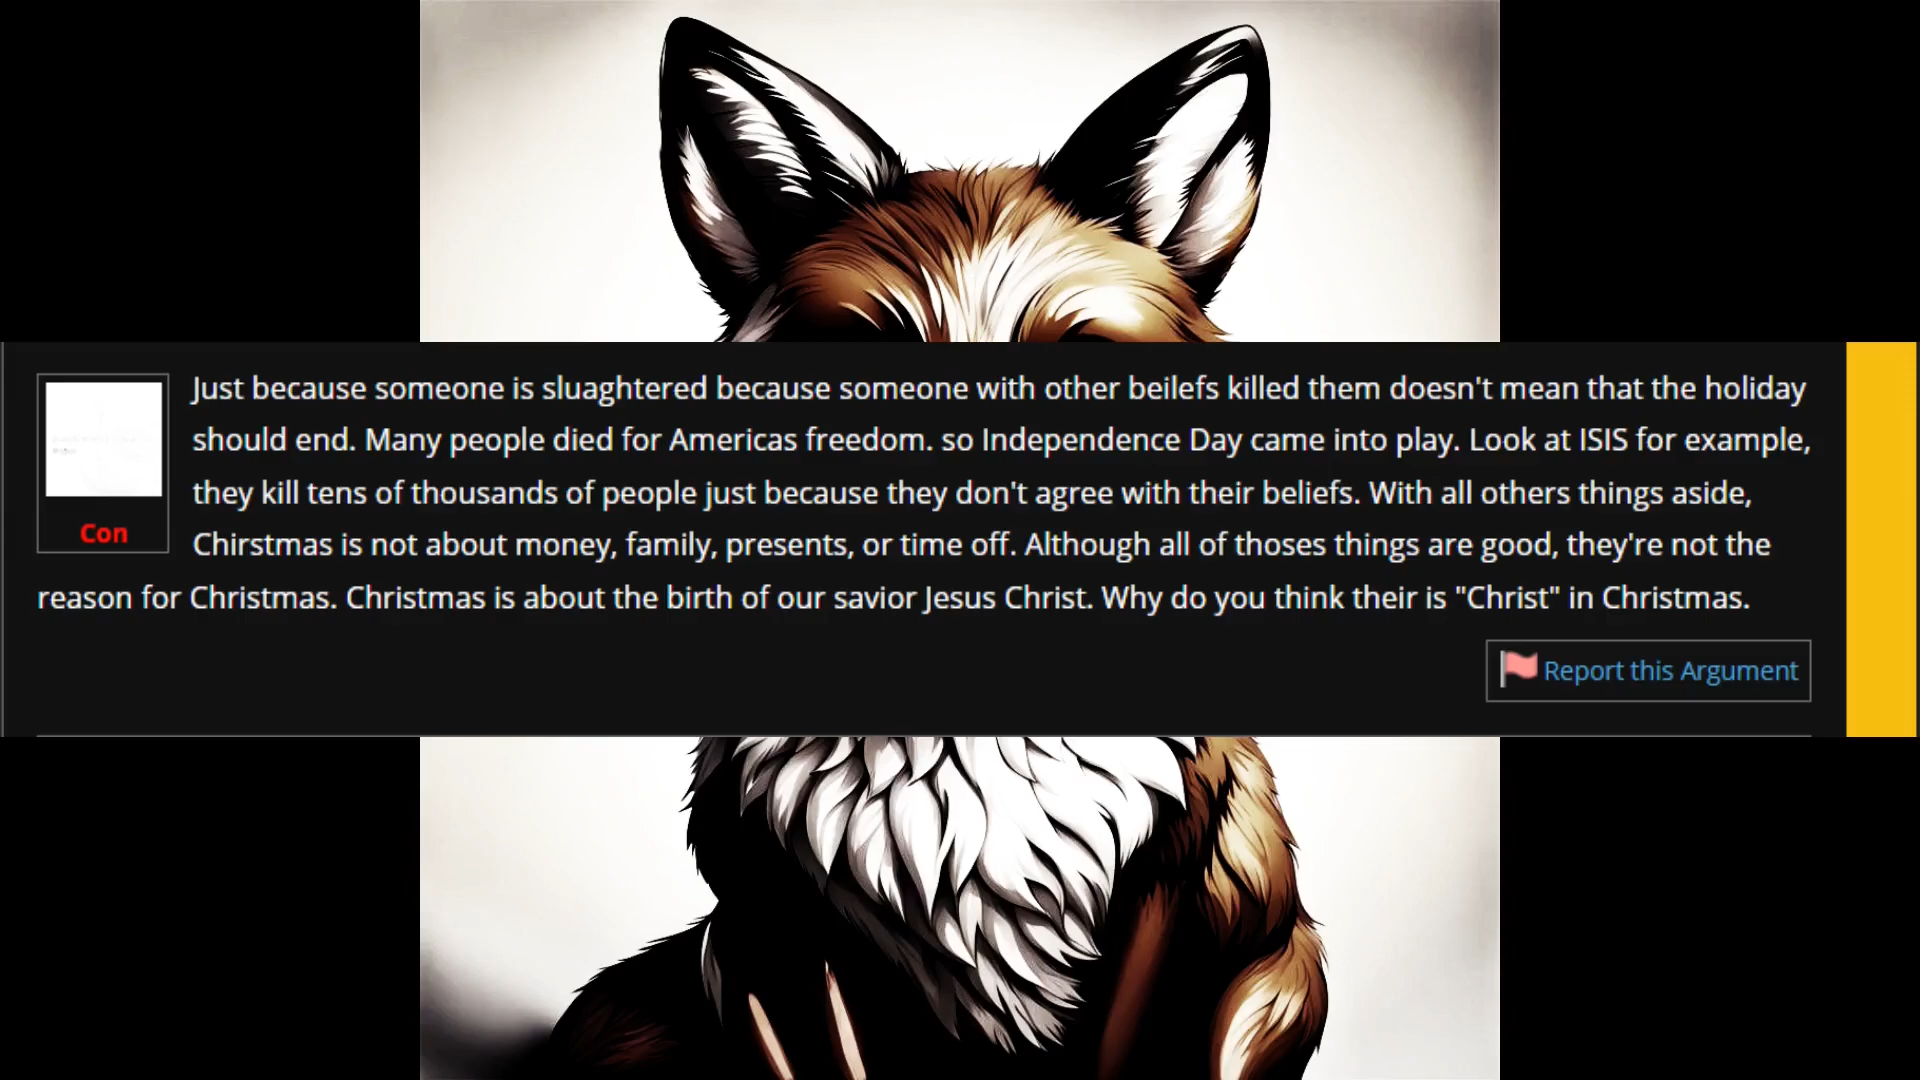 Just because someone is sluaghtered because someone with other beilefs killed them doesn't mean that the holiday
should end. Many people died for Americas freedom. so Independence Day came into play. Look at ISIS for example,
they kill tens of thousands of people just because they don't agree with their beliefs. With all others things aside,
Con
Chirstmas is not about money, family, presents, or time off. Although all of thoses things are good, they're not the
reason for Christmas. Christmas is about the birth of our savior Jesus Christ. Why do you think their is "Christ" in Christmas.
Report this Argument